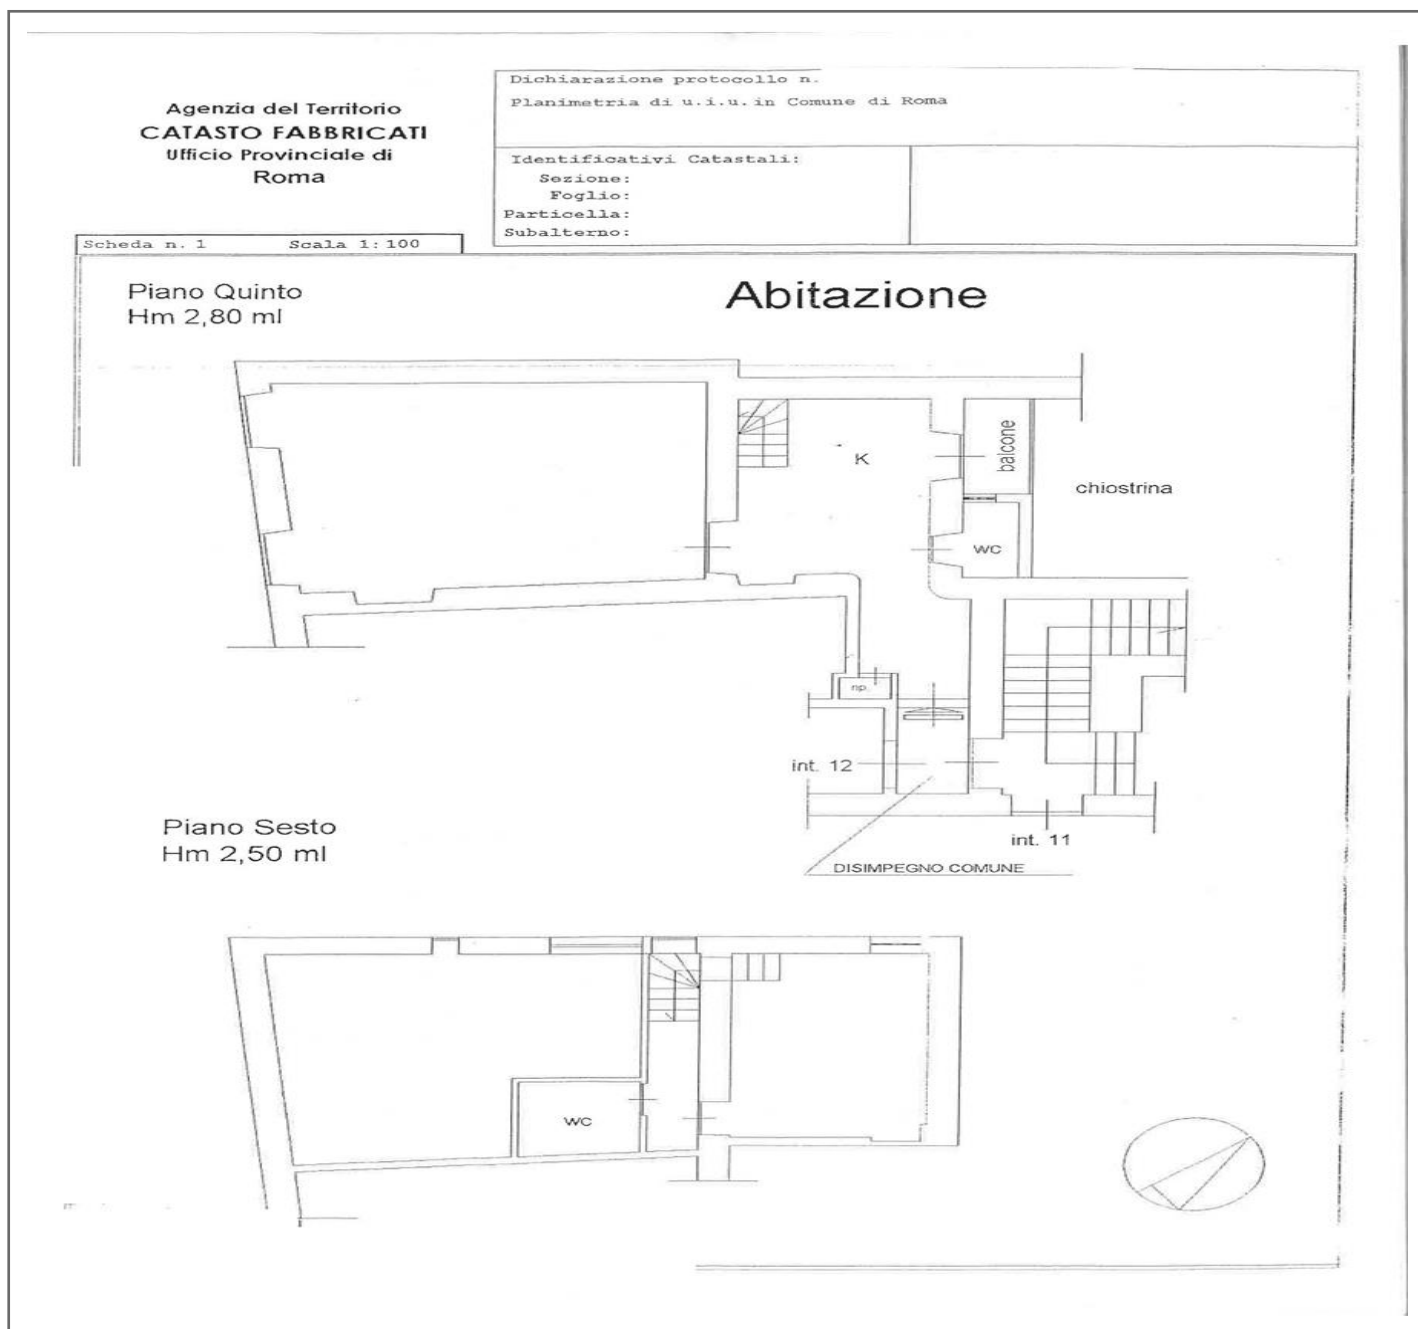 Agenzia del Territorio
CATASTO FABBRICATI
Ufficio Provinciale di
Roma
Dichiarazione protocollo n.
Planimetria di u.i.u. in Comune di Roma
Identificativi Catastali:
Sezione:
Foglio:
Particella:
Subalterno:
Scheda n. 1 Scala 1:100
Piano Quinto
Hm 2,80 ml
Abitazione
K
balcone
chiostrina
WC
rip.
int. 12
int. 11
DISIMPEGNO COMUNE
Piano Sesto
Hm 2,50 ml
WC